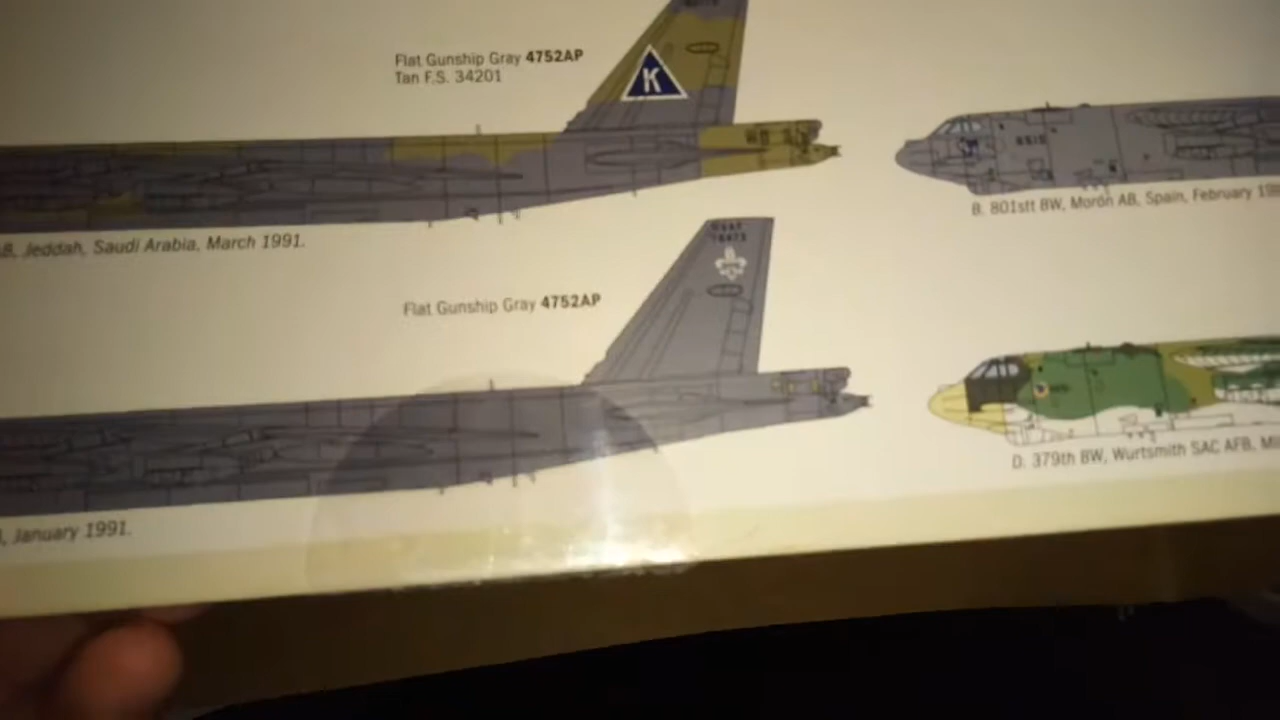 Flat Gunship Gray 4752AP
Tan F.S. 34201
K
B, Jeddah, Saudi Arabia, March 1991.
B. 801stt BW, Morón AB, Spain, February
Flat Gunship Gray 4752AP
D. 379th BW, Wurtsmith SAC AFB,
, January 1991.